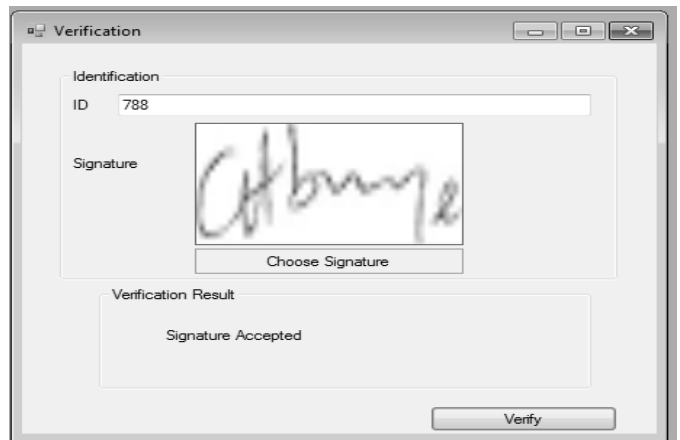 Verification
Identification
ID 788
Signature
Choose Signature
Verification Result
Signature Accepted
Verify